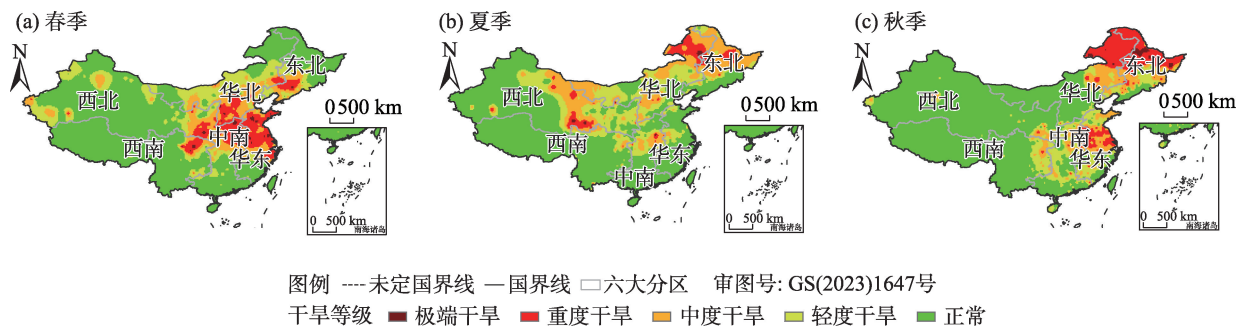 (a) 春季
N
东北
华北
西北
中南
西南
华东
0 500 km
0 500 km
南海诸岛
(b) 夏季
N
东北
华北
西北
西南
华东
中南
0 500 km
0 500 km
南海诸岛
(c) 秋季
N
东北
华北
西北
中南
西南
华东
0 500 km
0 500 km
南海诸岛
图例 未定国界线 国界线 六大分区 审图号: GS(2023)1647号
干旱等级 极端干旱 重度干旱 中度干旱 轻度干旱 正常